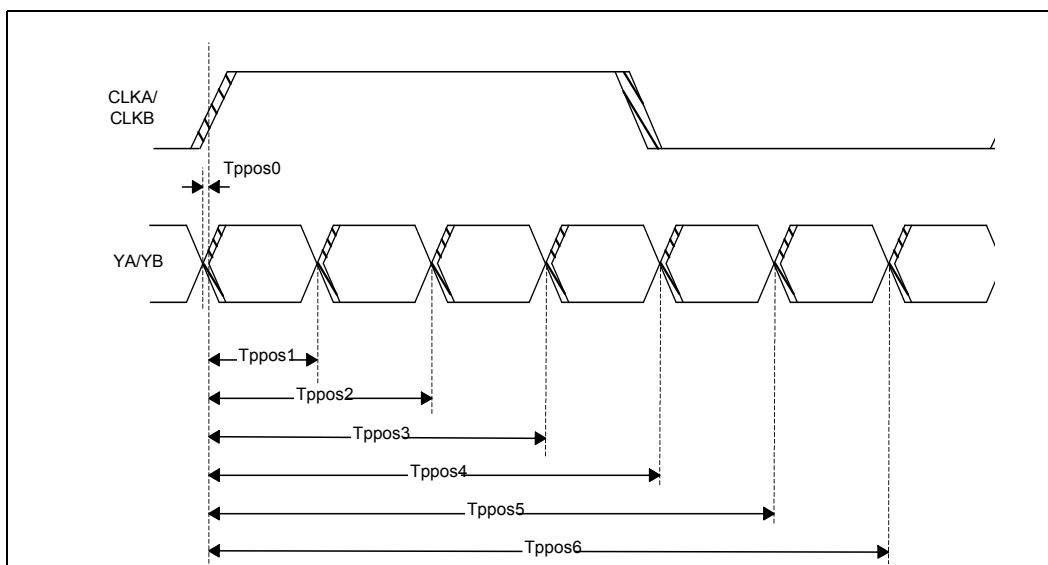 CLKA/
CLKB
Tppos0
YA/YB
Tppos1
Tppos2
Tppos3
Tppos4
Tppos5
Tppos6